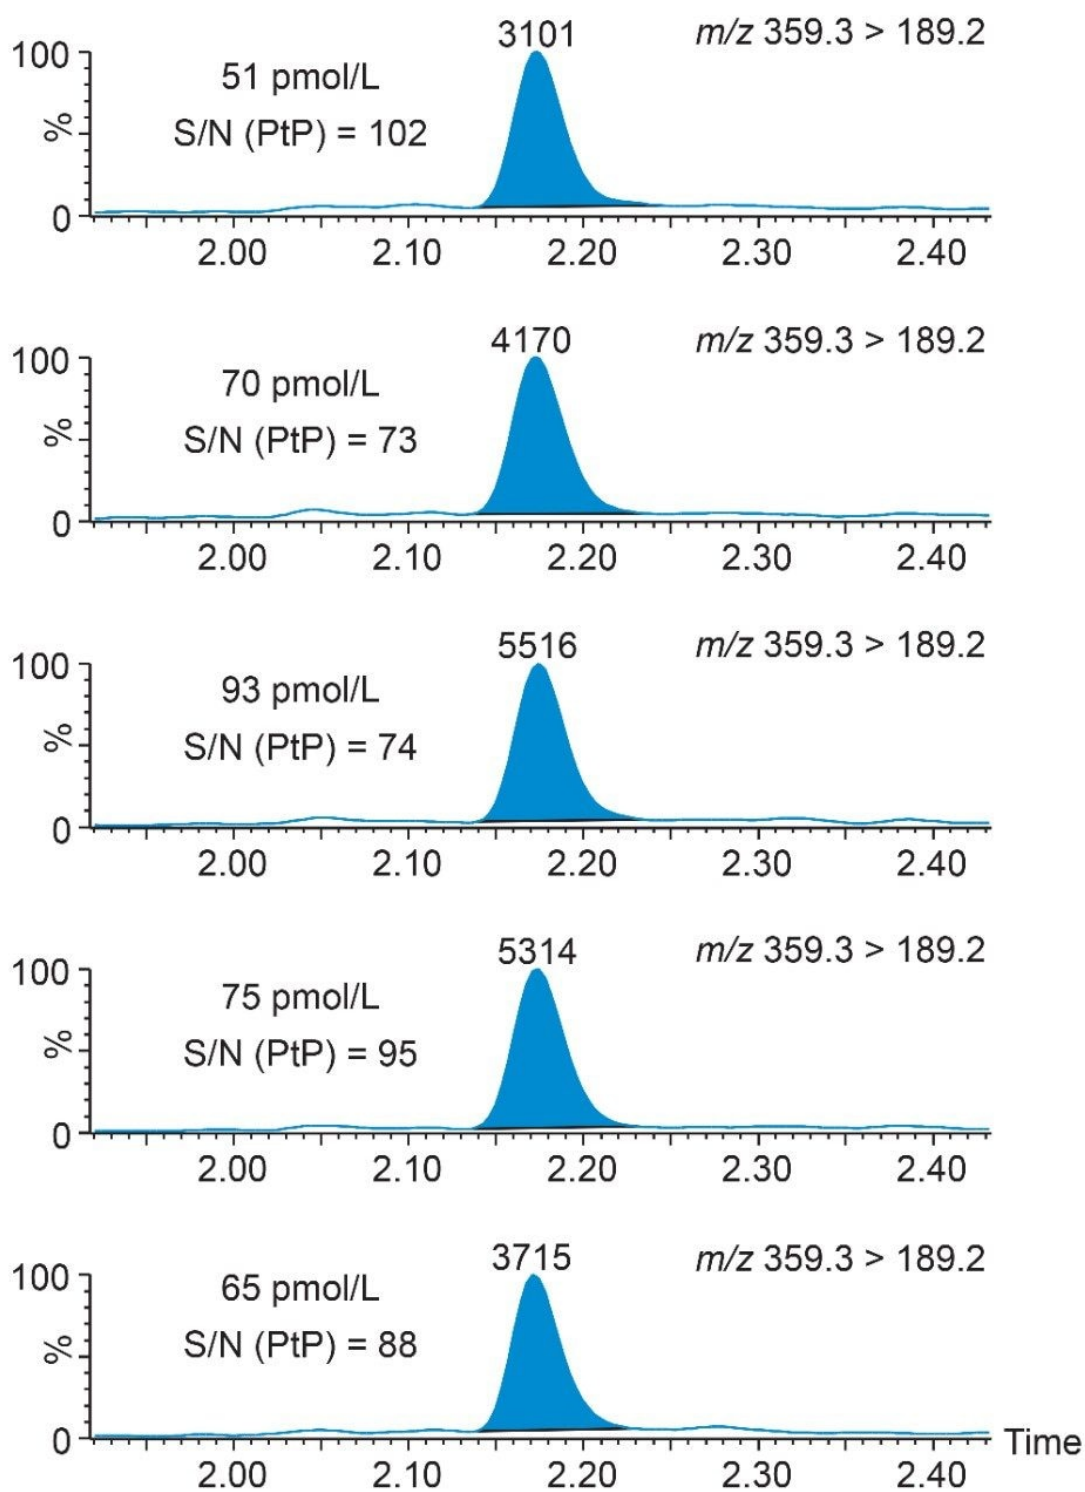 3101
m/z 359.3 > 189.2
100
51 pmol/L
%
S/N (PtP) = 102
0
2.00 2.10 2.20 2.30 2.40
4170
m/z 359.3 > 189.2
100
70 pmol/L
%
S/N (PtP) = 73
0
2.00 2.10 2.20 2.30 2.40
5516
m/z 359.3 > 189.2
100
93 pmol/L
%
S/N (PtP) = 74
0
2.00 2.10 2.20 2.30 2.40
5314
m/z 359.3 > 189.2
100
75 pmol/L
%
S/N (PtP) = 95
0
2.00 2.10 2.20 2.30 2.40
3715
m/z 359.3 > 189.2
100
65 pmol/L
%
S/N (PtP) = 88
0
Time
2.00 2.10 2.20 2.30 2.40